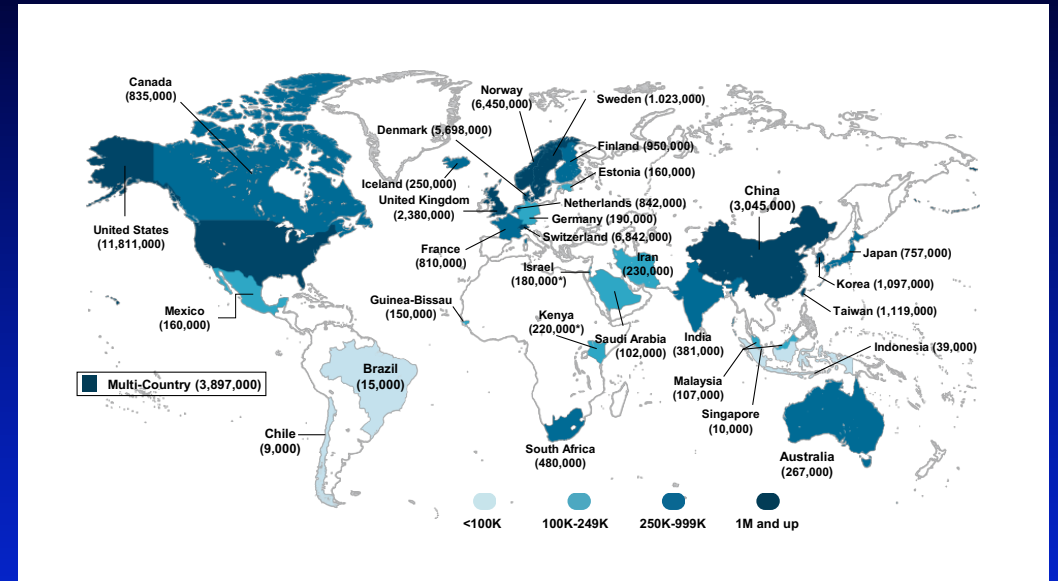 Canada
(835,000)
Norway
(6,450,000)
Sweden (1.023,000)
Denmark (5,698,000)
Finland (950,000)
Estonia (160,000)
Iceland (250,000)
United Kingdom
(2,380,000)
Netherlands (842,000)
Germany (190,000)
Switzerland (6,842,000)
China
(3,045,000)
United States
(11,811,000)
France
(810,000)
Israel
(180,000*)
Iran
(230,000)
Japan (757,000)
Korea (1,097,000)
Taiwan (1,119,000)
Mexico
(160,000)
Guinea-Bissau
(150,000)
Kenya
(220,000*)
Saudi Arabia
(102,000)
India
(381,000)
Indonesia (39,000)
Brazil
(15,000)
Multi-Country (3,897,000)
Malaysia
(107,000)
Singapore
(10,000)
Chile
(9,000)
South Africa
(480,000)
Australia
(267,000)
<100K
100K-249K
250K-999K
1M and up